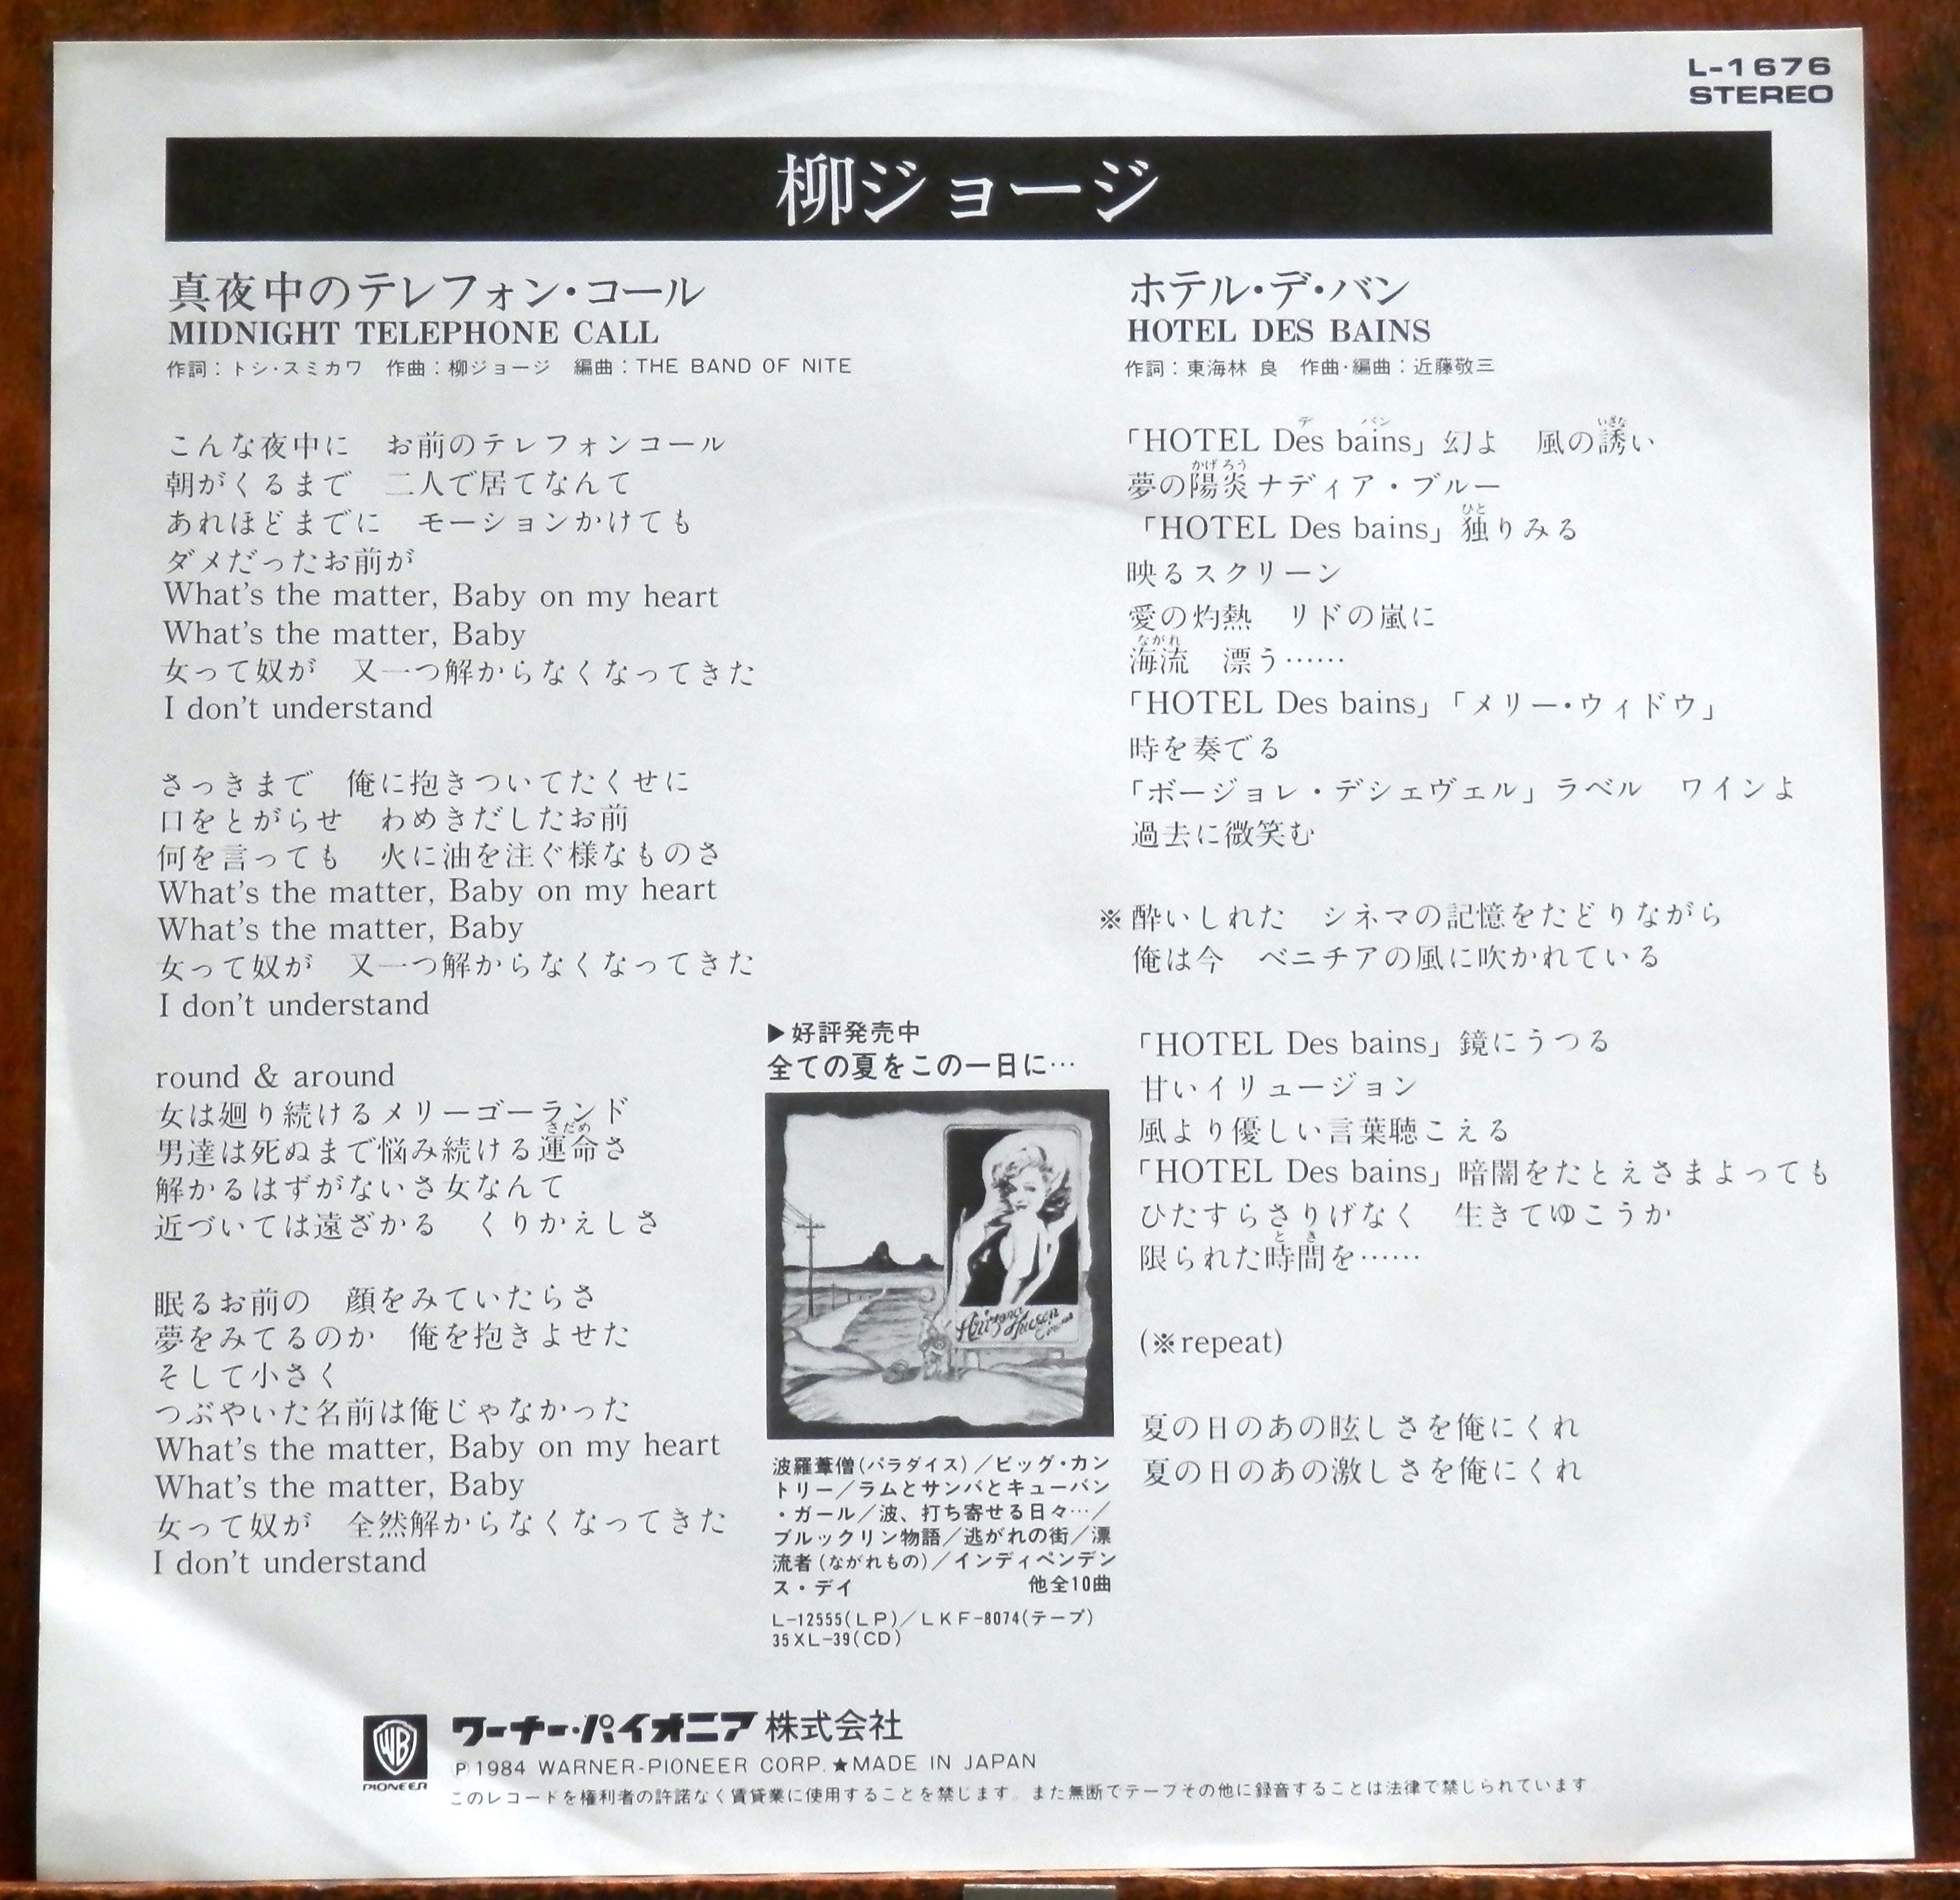 L-1676
STEREO
柳ジョージ
真夜中のテレフォン・コール
MIDNIGHT TELEPHONE CALL
作詞：トシ・スミカワ　作曲：柳ジョージ　編曲：THE BAND OF NITE
こんな夜中に　お前のテレフォンコール
朝がくるまで　二人で居てなんて
あれほどまでに　モーションかけても
ダメだったお前が
What's the matter, Baby on my heart
What's the matter, Baby
女って奴が　又一つ解からなくなってきた
I don't understand
さっきまで　俺に抱きついてたくせに
口をとがらせ　わめきだしたお前
何を言っても　火に油を注ぐ様なものさ
What's the matter, Baby on my heart
What's the matter, Baby
女って奴が　又一つ解からなくなってきた
I don't understand
round & around
女は廻り続けるメリーゴーランド
さだめ
男達は死ぬまで悩み続ける運命さ
解かるはずがないさ女なんて
近づいては遠ざかる　くりかえしさ
眠るお前の　顔をみていたらさ
夢をみてるのか　俺を抱きよせた
そして小さく
つぶやいた名前は俺じゃなかった
What's the matter, Baby on my heart
What's the matter, Baby
女って奴が　全然解からなくなってきた
I don't understand
▶好評発売中
全ての夏をこの一日に…
Arizona Tucson
波羅葦僧(パラダイス)／ビッグ・カン
トリー／ラムとサンバとキューバン
・ガール／波、打ち寄せる日々…／
ブルックリン物語／逃がれの街／漂
流者(ながれもの)／インディペンデン
ス・デイ　他全10曲
L-12555(LP)／LKF-8074(テープ)
35XL-39(CD)
ホテル・デ・バン
HOTEL DES BAINS
作詞：東海林 良　作曲・編曲：近藤敬三
デ　バン　いざな
「HOTEL Des bains」幻よ　風の誘い
かげろう
夢の陽炎ナディア・ブルー
ひと
「HOTEL Des bains」独りみる
映るスクリーン
愛の灼熱　リドの嵐に
ながれ
海流　漂う……
「HOTEL Des bains」「メリー・ウィドウ」
時を奏でる
「ボージョレ・デシェヴェル」ラベル　ワインよ
過去に微笑む
※酔いしれた　シネマの記憶をたどりながら
俺は今　ベニチアの風に吹かれている
「HOTEL Des bains」鏡にうつる
甘いイリュージョン
風より優しい言葉聴こえる
「HOTEL Des bains」暗闇をたとえさまよっても
ひたすらさりげなく　生きてゆこうか
とき
限られた時間を……
(※repeat)
夏の日のあの眩しさを俺にくれ
夏の日のあの激しさを俺にくれ
WB
PIONEER
ワーナー・パイオニア株式会社
Ⓟ1984 WARNER-PIONEER CORP.★MADE IN JAPAN
このレコードを権利者の許諾なく賃貸業に使用することを禁じます。また無断でテープその他に録音することは法律で禁じられています